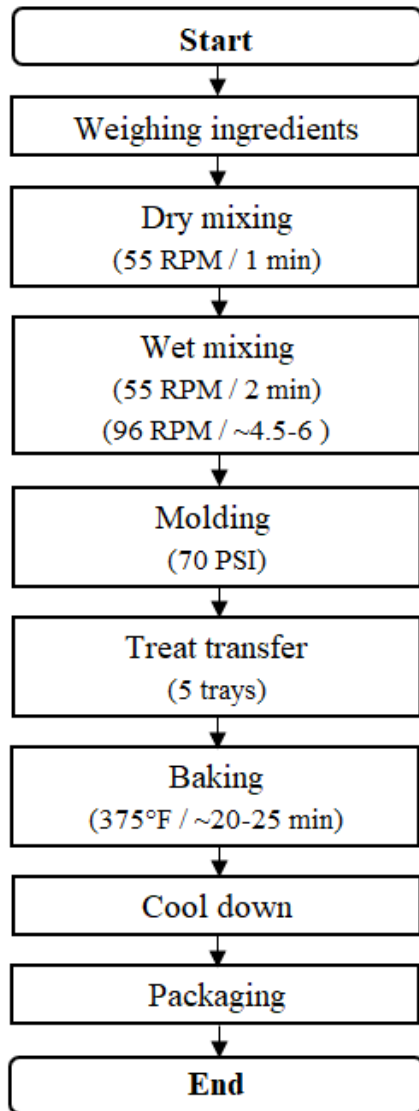 Start
Weighing ingredients
Dry mixing
(55 RPM / 1 min)
Wet mixing
(55 RPM / 2 min)
(96 RPM / ~4.5-6 )
Molding
(70 PSI)
Treat transfer
(5 trays)
Baking
(375°F / ~20-25 min)
Cool down
Packaging
End